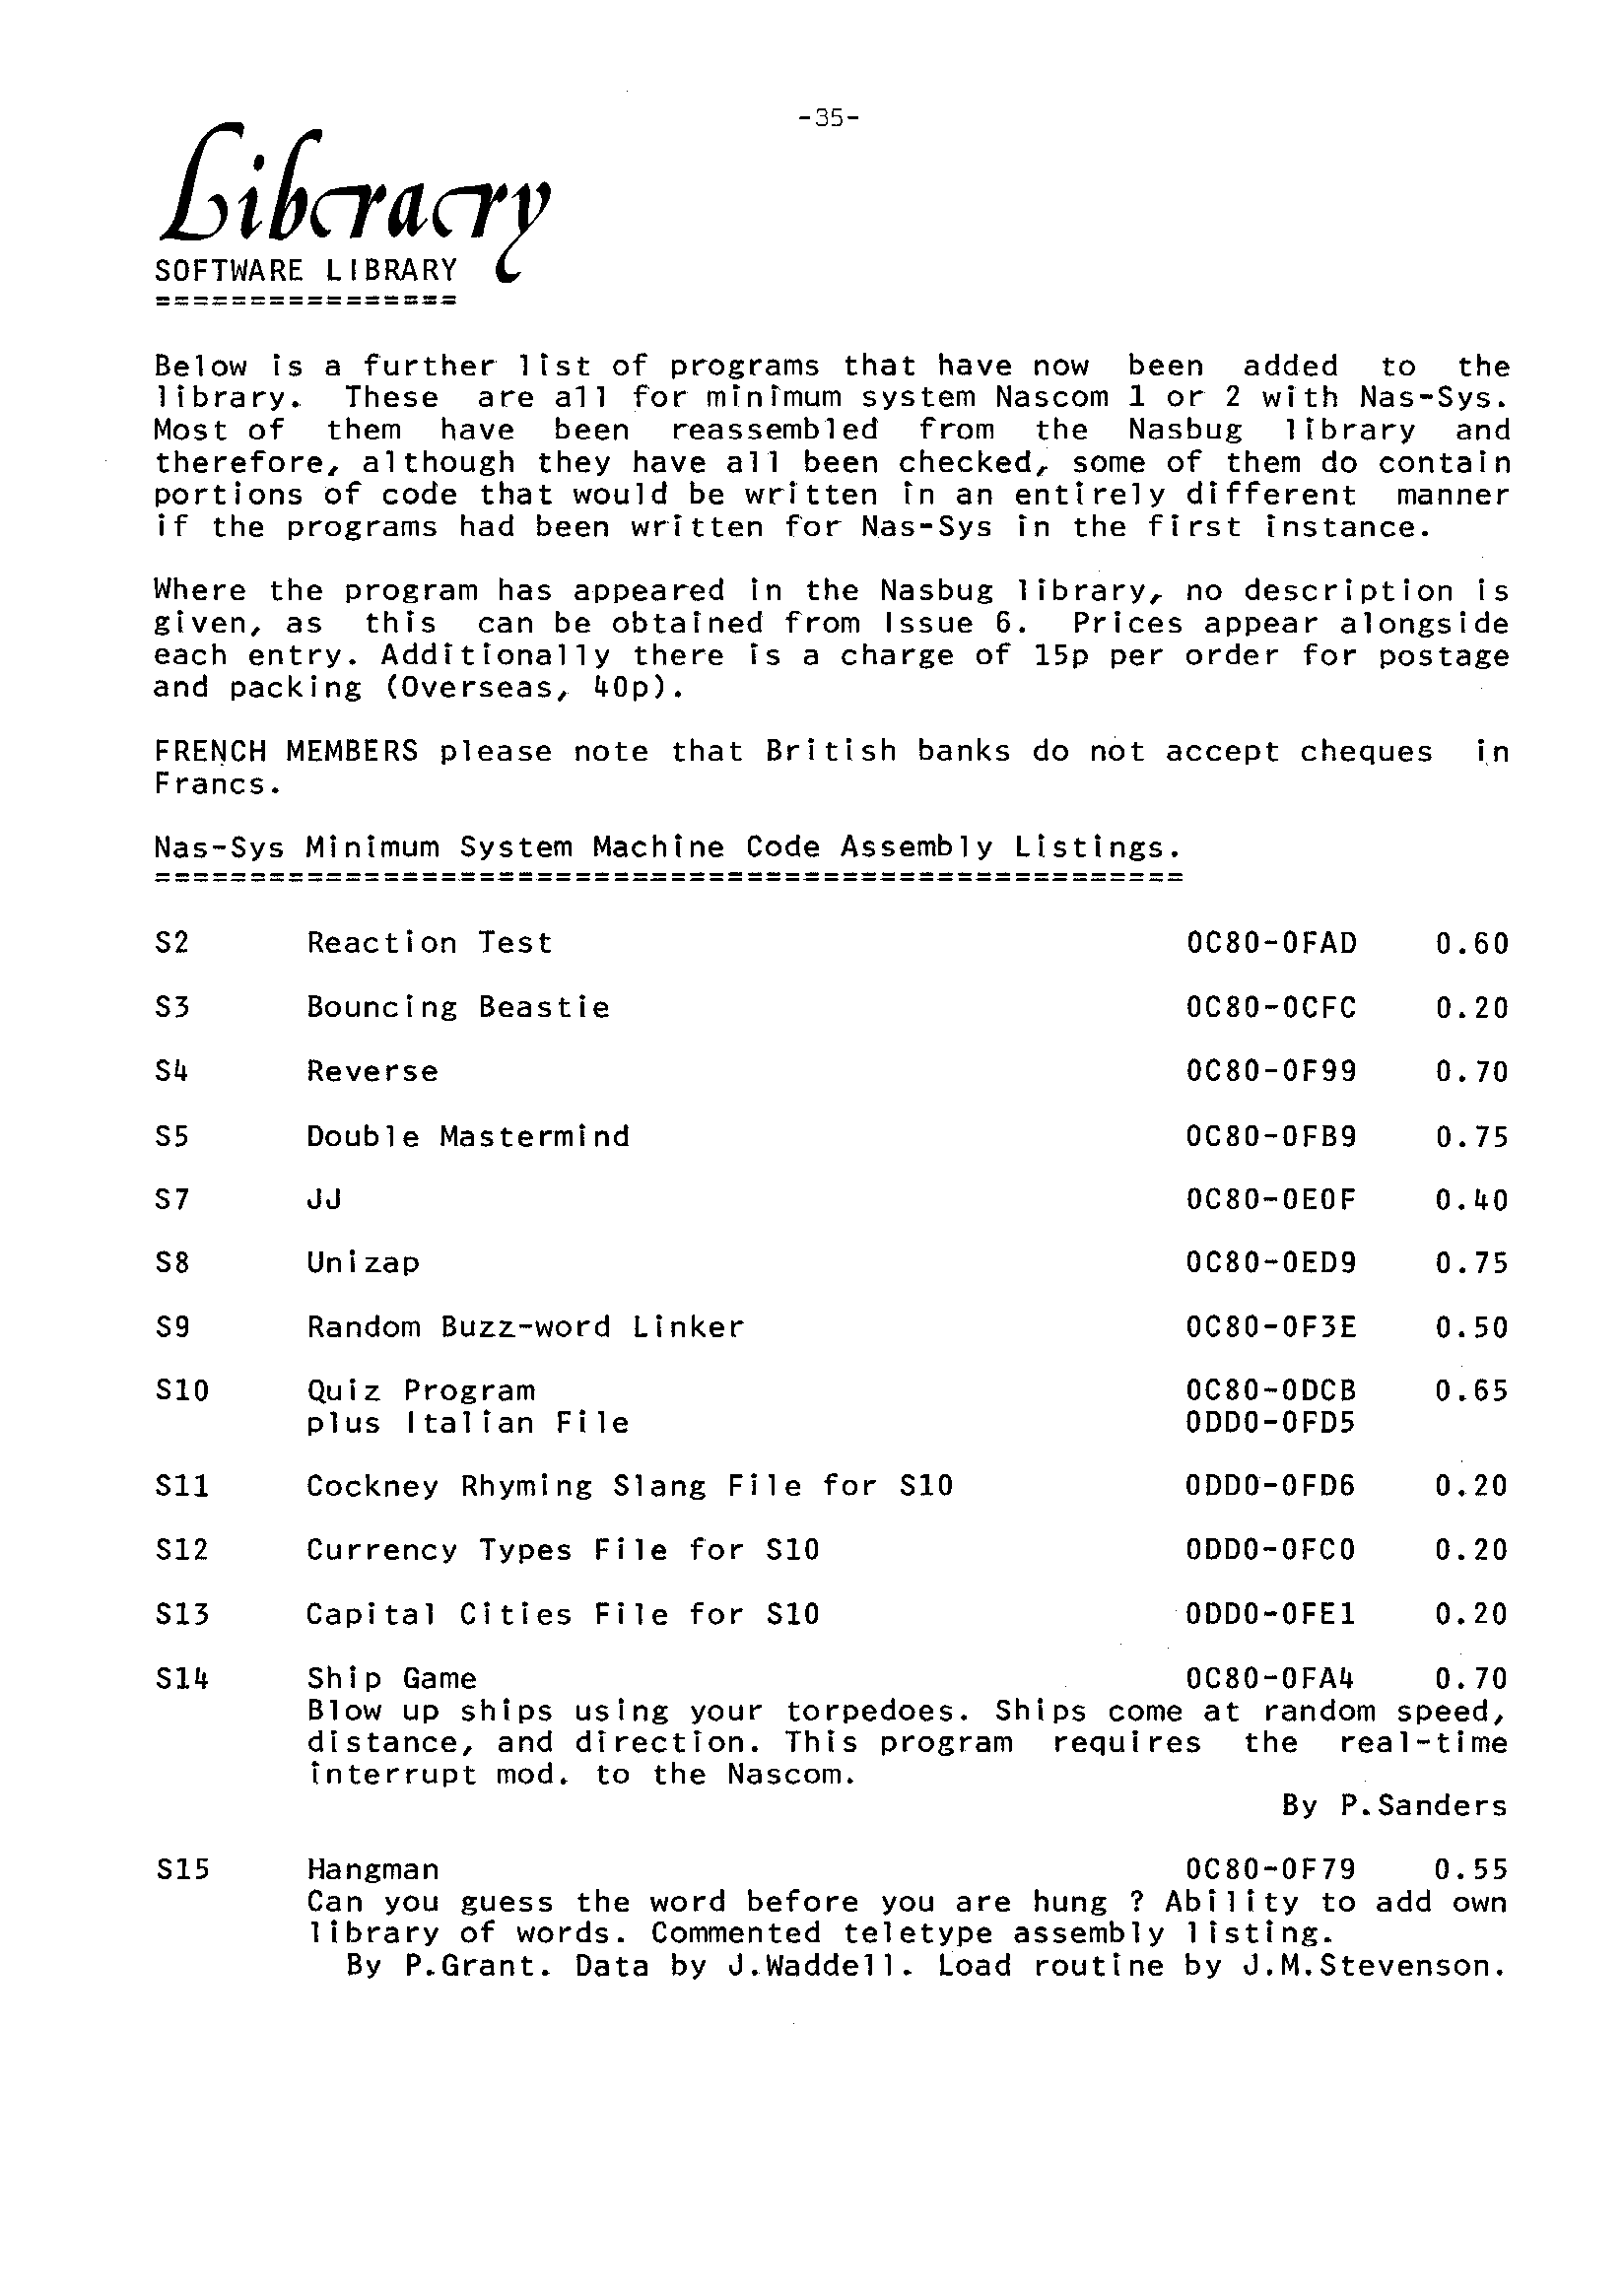 -35-
Library
SOFTWARE LIBRARY
================
Below is a further list of programs that have now been added to the
library. These are all for minimum system Nascom 1 or 2 with Nas-Sys.
Most of them have been reassembled from the Nasbug library and
therefore, although they have all been checked, some of them do contain
portions of code that would be written in an entirely different manner
if the programs had been written for Nas-Sys in the first instance.
Where the program has appeared in the Nasbug library, no description is
given, as this can be obtained from Issue 6. Prices appear alongside
each entry. Additionally there is a charge of 15p per order for postage
and packing (Overseas, 40p).
FRENCH MEMBERS please note that British banks do not accept cheques in
Francs.
Nas-Sys Minimum System Machine Code Assembly Listings.
======================================================
S2 Reaction Test 0C80-0FAD 0.60
S3 Bouncing Beastie 0C80-0CFC 0.20
S4 Reverse 0C80-0F99 0.70
S5 Double Mastermind 0C80-0FB9 0.75
S7 JJ 0C80-0E0F 0.40
S8 Unizap 0C80-0ED9 0.75
S9 Random Buzz-word Linker 0C80-0F3E 0.50
S10 Quiz Program 0C80-0DCB 0.65
plus Italian File 0DD0-0FD5
S11 Cockney Rhyming Slang File for S10 0DD0-0FD6 0.20
S12 Currency Types File for S10 0DD0-0FC0 0.20
S13 Capital Cities File for S10 0DD0-0FE1 0.20
S14 Ship Game 0C80-0FA4 0.70
Blow up ships using your torpedoes. Ships come at random speed,
distance, and direction. This program requires the real-time
interrupt mod. to the Nascom.
By P.Sanders
S15 Hangman 0C80-0F79 0.55
Can you guess the word before you are hung ? Ability to add own
library of words. Commented teletype assembly listing.
By P.Grant. Data by J.Waddell. Load routine by J.M.Stevenson.